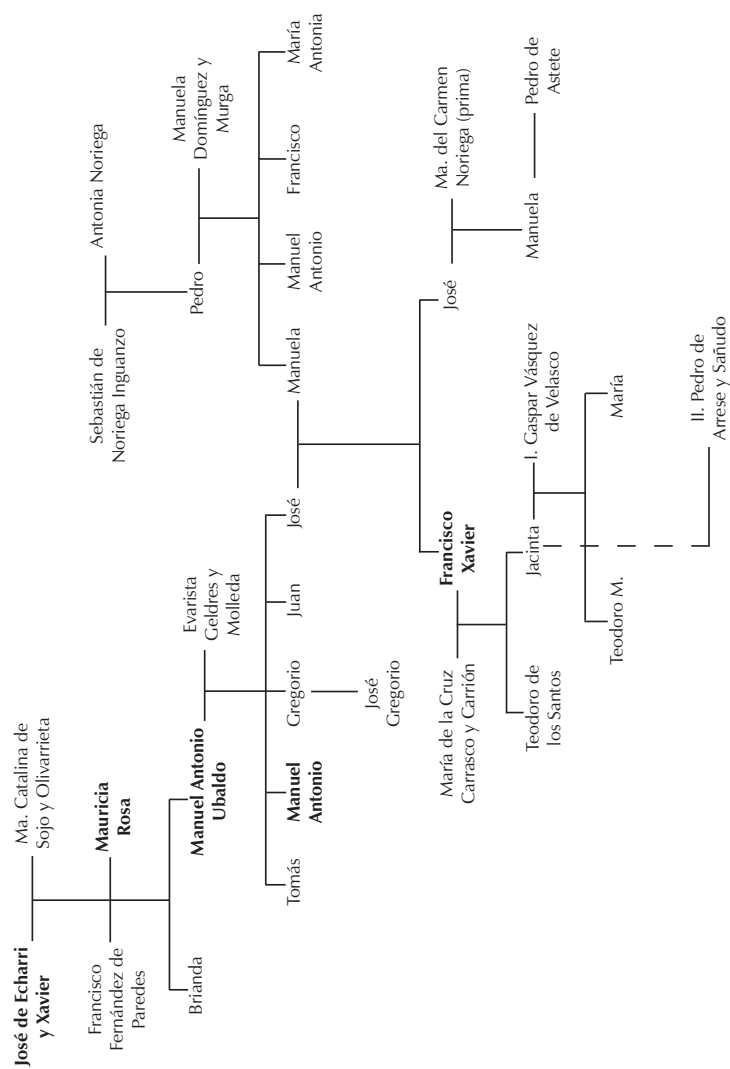 José de Echarri
y Xavier
Ma. Catalina de
Sojo y Olivarrieta
Francisco
Fernández de
Paredes
Mauricia
Rosa
Brianda
Manuel Antonio
Ubaldo
Evarista
Geldres y
Molleda
Tomás
Manuel
Antonio
Gregorio
Juan
José
José
Gregorio
Sebastián de
Noriega Inguanzo
Antonia Noriega
Pedro
Manuela
Domínguez y
Murga
Manuela
Manuel
Antonio
Francisco
María
Antonia
María de la Cruz
Carrasco y Carrión
Francisco
Xavier
José
Ma. del Carmen
Noriega (prima)
Teodoro de
los Santos
Jacinta
I. Gaspar Vásquez
de Velasco
Manuela
Pedro de
Astete
Teodoro M.
María
II. Pedro de
Arrese y Sañudo